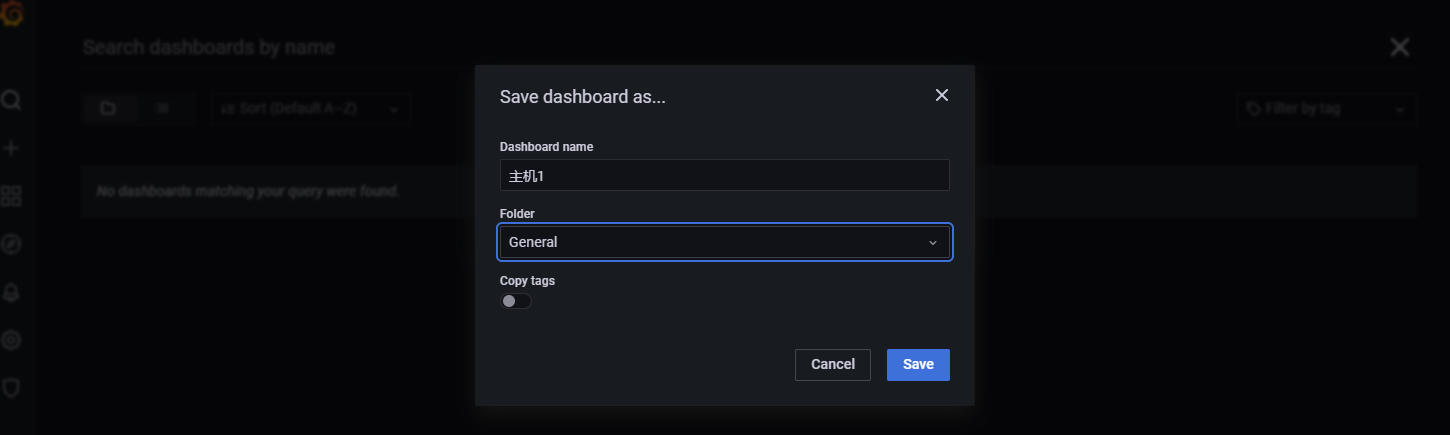 Search dashboards by name
Sort (Default A–Z)
Filter by tag
No dashboards matching your query were found.
Save dashboard as...
Dashboard name
主机1
Folder
General
Copy tags
Cancel
Save